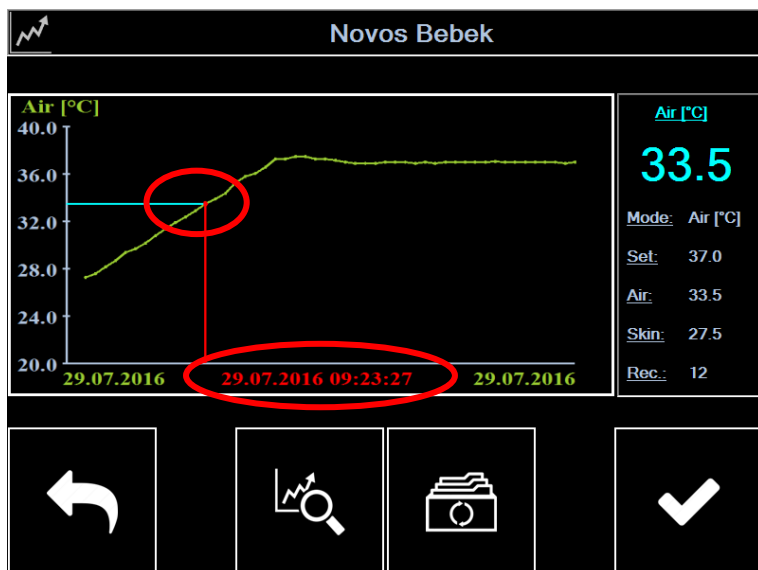 Novos Bebek
Air [°C]
40.0
36.0
32.0
28.0
24.0
20.0
29.07.2016 29.07.2016 09:23:27 29.07.2016
Air [°C]
33.5
Mode: Air [°C]
Set: 37.0
Air: 33.5
Skin: 27.5
Rec.: 12